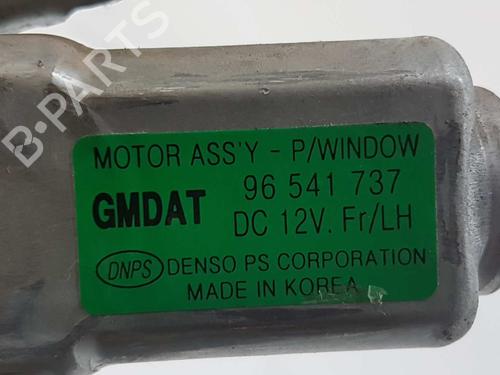 B-PARTS
MOTOR ASS'Y - P/WINDOW
GMDAT 96 541 737
DC 12V. Fr/LH
DNPS DENSO PS CORPORATION
MADE IN KOREA